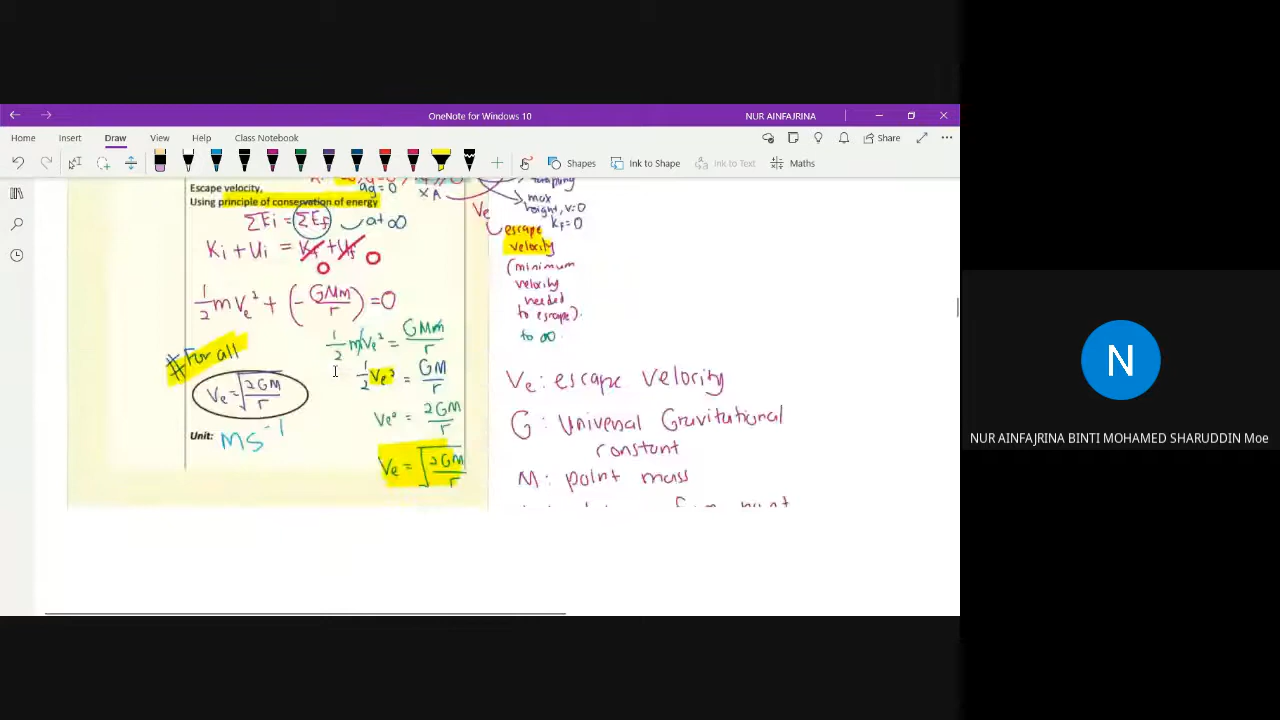 OneNote for Windows 10
NUR AINFAJRINA
Home Insert Draw View Help Class Notebook
Share
Shapes
Ink to Shape
Ink to Text
Maths
Escape velocity,
ag = 0
x A
Using principle of conservation of energy
ΣEi = ΣEf at ∞
Ki + Ui = Kf + Uf
0 0
1/2 m Ve² + (- GMm/r) = 0
1/2 mVe² = GMm/r
1/2 Ve² = GM/r
Ve² = 2GM/r
Ve = √2GM/r
# For all
Ve = √2GM/r
Unit: ms⁻¹
max
height, v=0
Kf = 0
Ve
escape
velocity
(minimum
velocity
needed
to escape).
to ∞.
Ve : escape velocity
G : Universal Gravitational
constant
M : point mass
N
NUR AINFAJRINA BINTI MOHAMED SHARUDDIN Moe